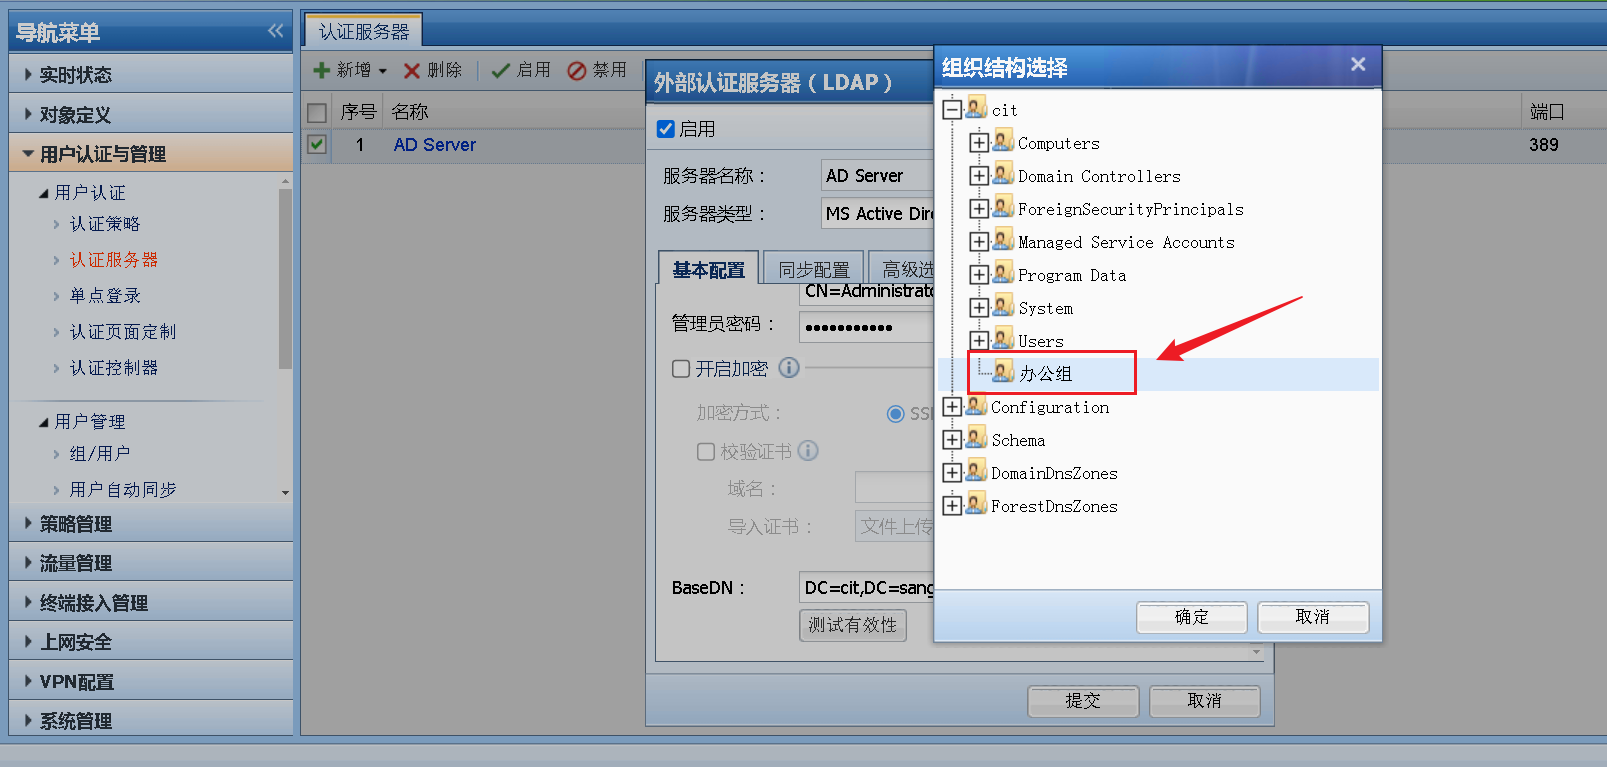 导航菜单
实时状态
对象定义
用户认证与管理
用户认证
认证策略
认证服务器
单点登录
认证页面定制
认证控制器
用户管理
组/用户
用户自动同步
策略管理
流量管理
终端接入管理
上网安全
VPN配置
系统管理
认证服务器
新增 删除 启用 禁用
序号 名称 端口
1 AD Server 389
外部认证服务器（LDAP）
启用
服务器名称： AD Server
服务器类型： MS Active Dire
基本配置 同步配置 高级选
CN=Administrato
管理员密码： •••••••••••
开启加密
加密方式： SSL
校验证书
域名：
导入证书： 文件上传
BaseDN： DC=cit,DC=sang
测试有效性
提交 取消
组织结构选择
cit
Computers
Domain Controllers
ForeignSecurityPrincipals
Managed Service Accounts
Program Data
System
Users
办公组
Configuration
Schema
DomainDnsZones
ForestDnsZones
确定 取消